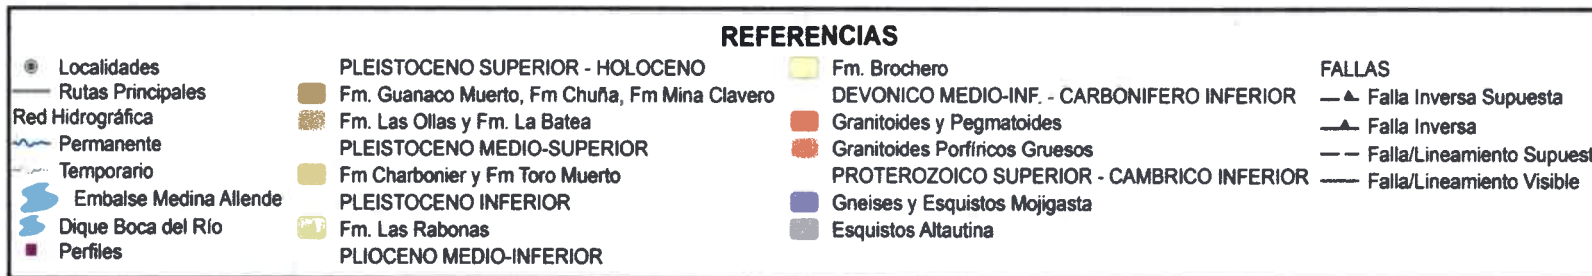 REFERENCIAS
Localidades
Rutas Principales
Red Hidrográfica
Permanente
Temporario
Embalse Medina Allende
Dique Boca del Río
Perfiles
PLEISTOCENO SUPERIOR - HOLOCENO
Fm. Guanaco Muerto, Fm Chuña, Fm Mina Clavero
Fm. Las Ollas y Fm. La Batea
PLEISTOCENO MEDIO-SUPERIOR
Fm Charbonier y Fm Toro Muerto
PLEISTOCENO INFERIOR
Fm. Las Rabonas
PLIOCENO MEDIO-INFERIOR
Fm. Brochero
DEVONICO MEDIO-INF. - CARBONIFERO INFERIOR
Granitoides y Pegmatoides
Granitoides Porfíricos Gruesos
PROTEROZOICO SUPERIOR - CAMBRICO INFERIOR
Gneises y Esquistos Mojigasta
Esquistos Altautina
FALLAS
Falla Inversa Supuesta
Falla Inversa
Falla/Lineamiento Supuest
Falla/Lineamiento Visible